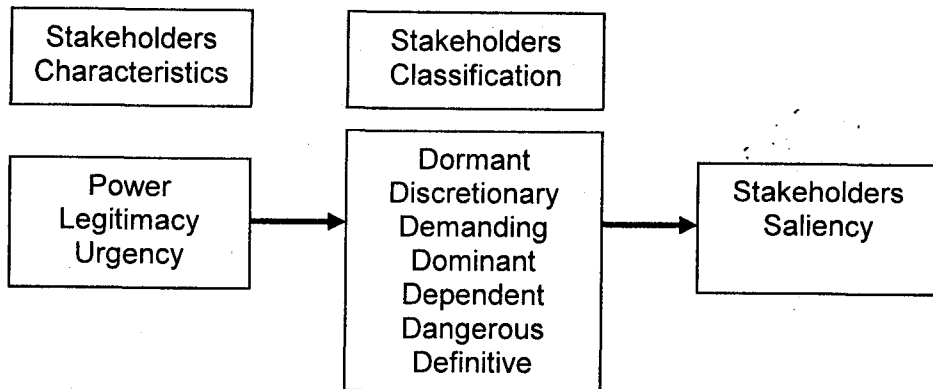 Stakeholders
Characteristics
Stakeholders
Classification
Power
Legitimacy
Urgency
Dormant
Discretionary
Demanding
Dominant
Dependent
Dangerous
Definitive
Stakeholders
Saliency